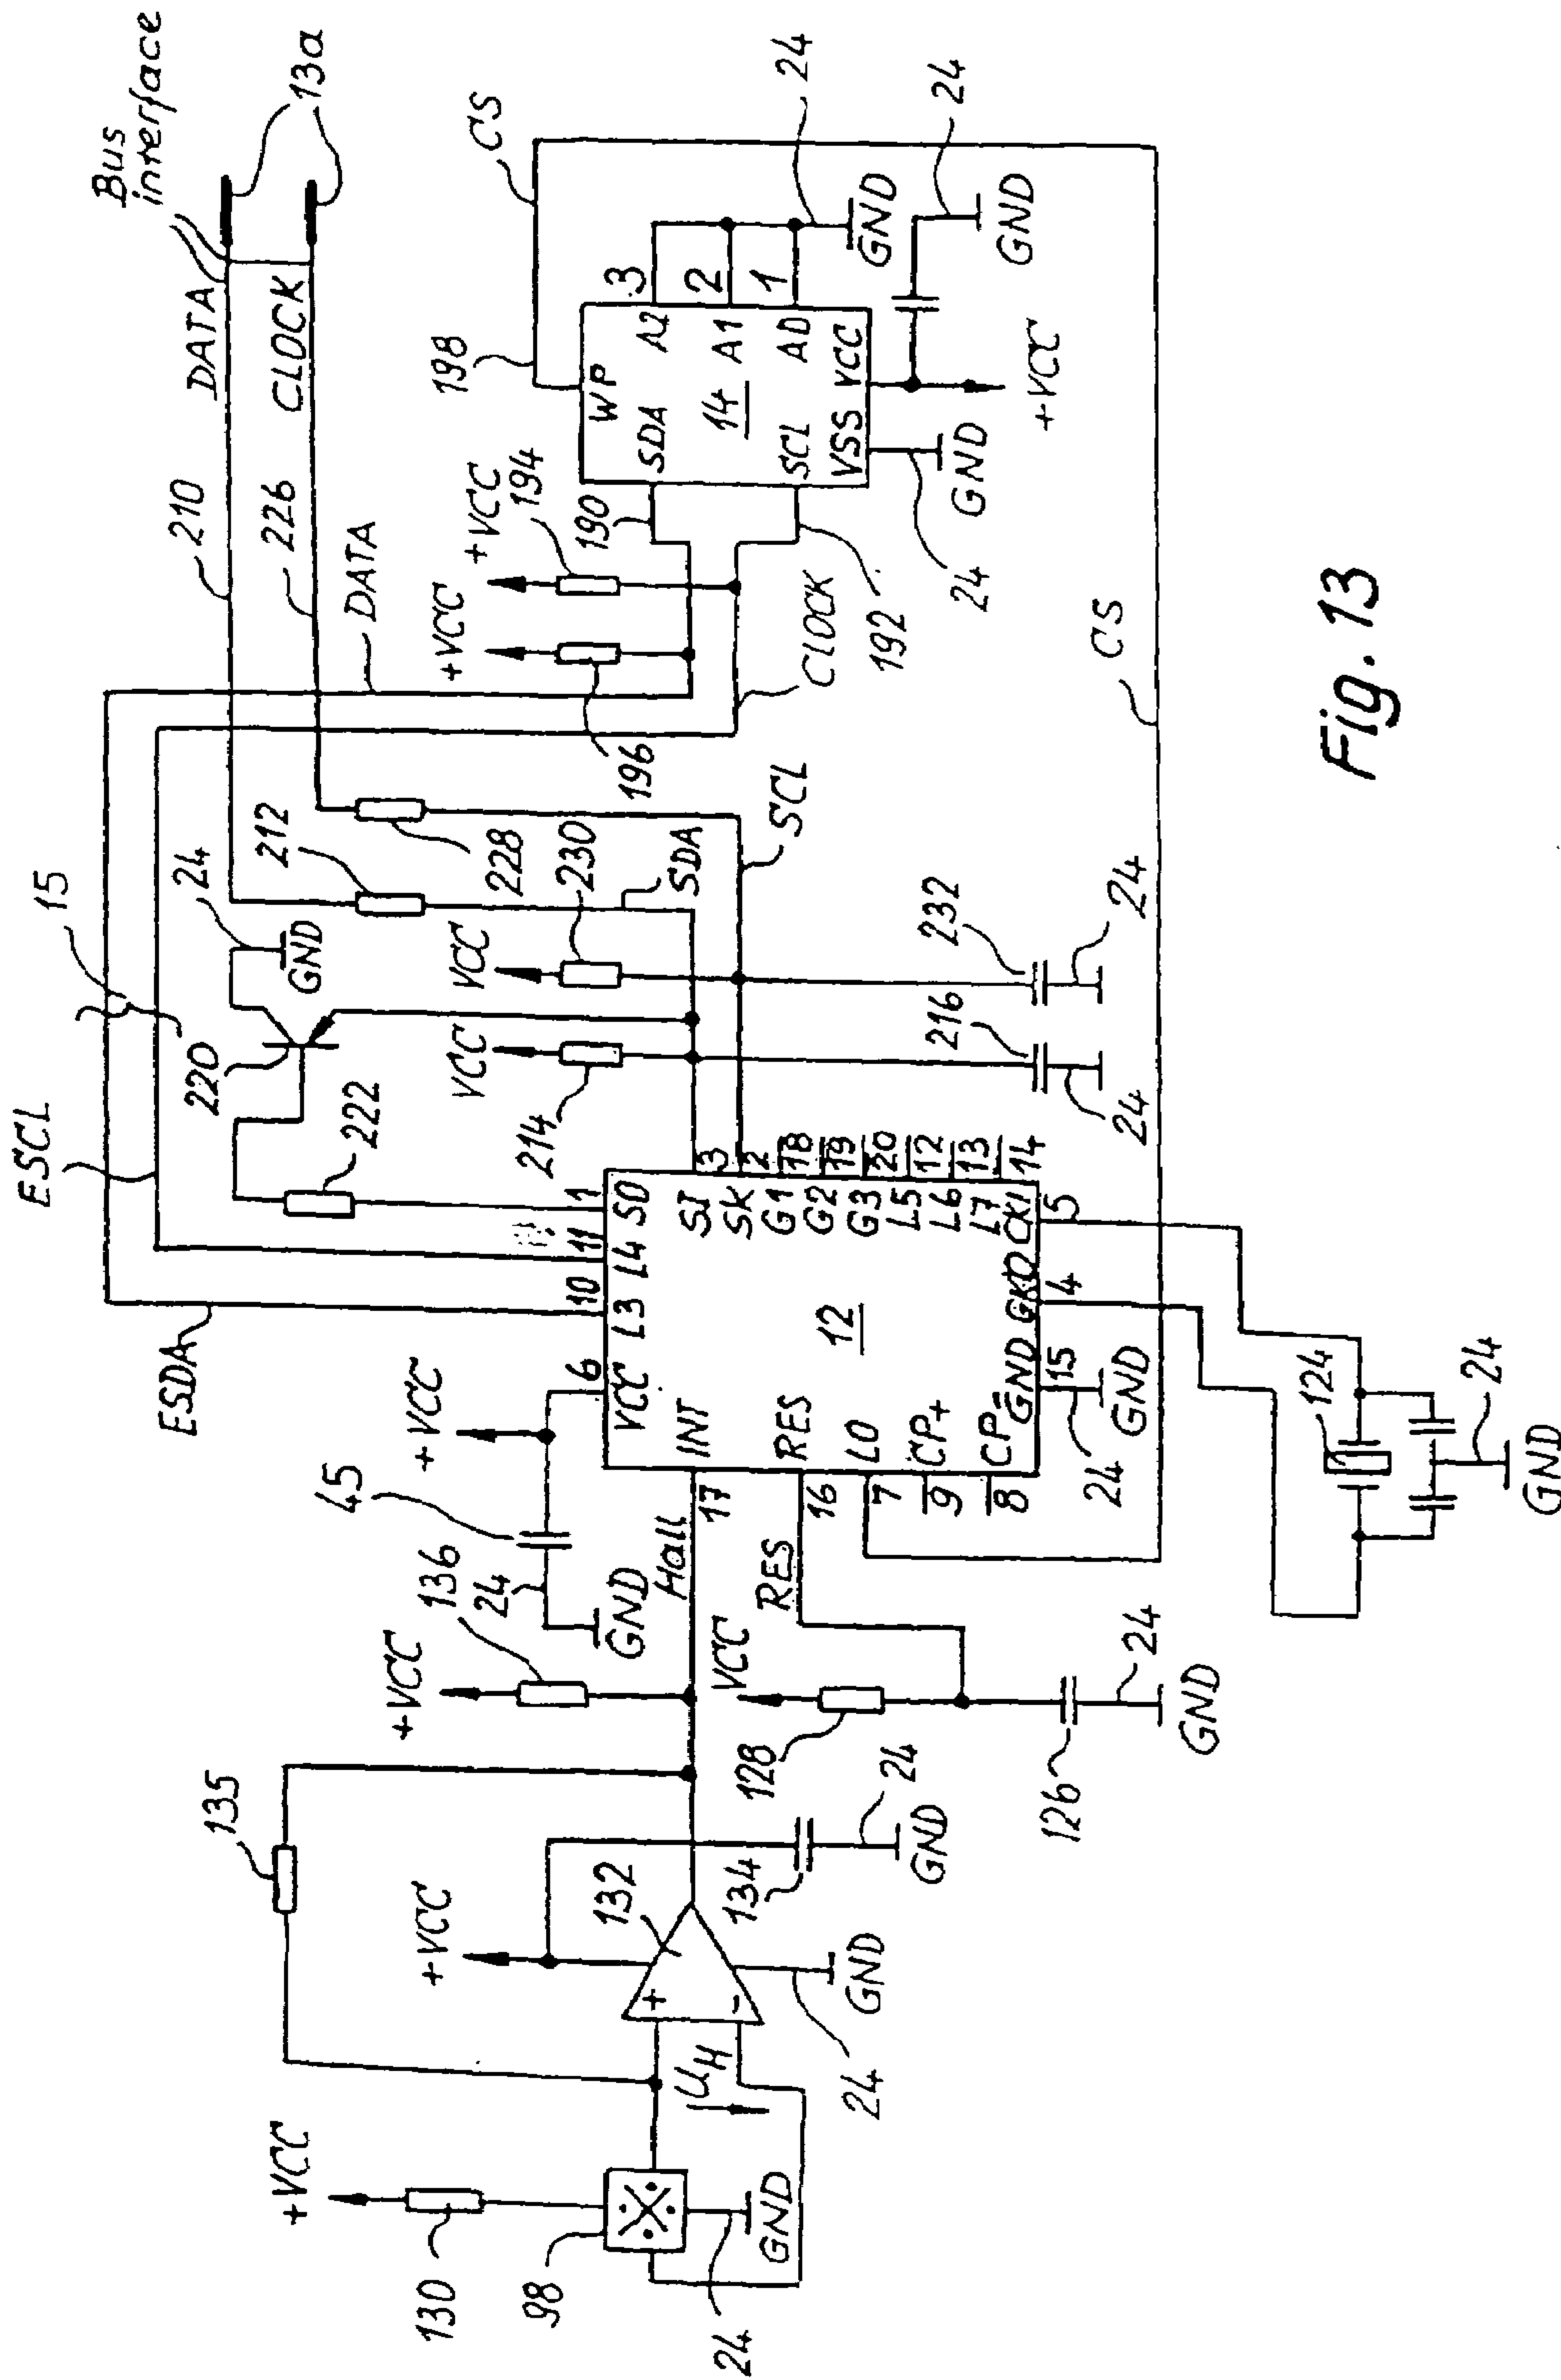 Bus
interface
DATA
CLOCK
13a
210
226
15
24
212
GND
220
222
ESCL
ESDA
228
DATA
+VCC
+VCC
194
190
196
CLOCK
192
198
CS
WP
SDA
A2
3
14
A1
2
SCL
A0
1
VSS
VCC
24
GND
24
GND
24
GND
+VCC
VCC
230
SDA
SCL
VCC
214
216
232
24
24
CS
+VCC
45
24
GND
6
10
11
1
VCC
L3
L4
SO
INT
SI
3
SK
2
G1
18
G2
19
G3
20
L5
12
L6
13
L7
14
12
RES
LO
CP+
CP-
GND
CKI
15
4
5
17
16
7
9
8
Hall
RES
24
GND
135
+VCC
136
+VCC
132
+
-
134
24
GND
24
GND
VCC
128
126
24
GND
+VCC
130
98
UH
24
GND
124
24
GND
Fig. 13